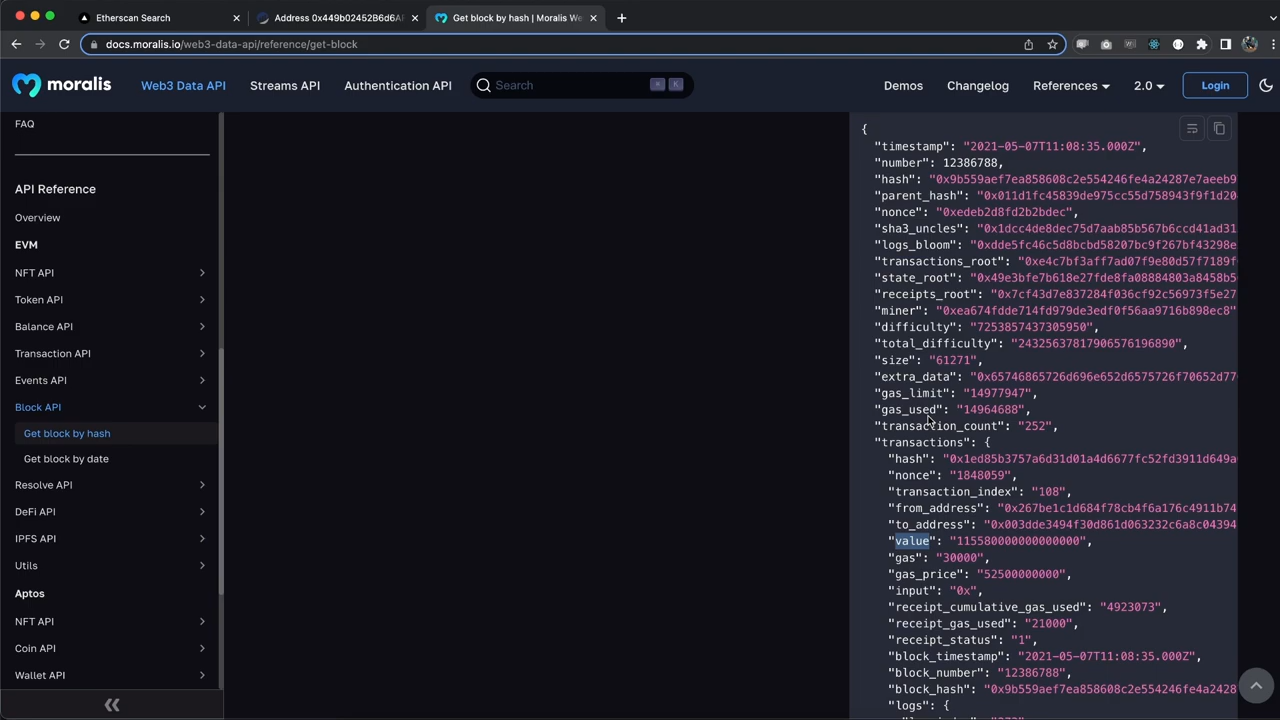 Etherscan Search
Address 0x449b02452B6d6AF
Get block by hash | Moralis We
docs.moralis.io/web3-data-api/reference/get-block
moralis
Web3 Data API
Streams API
Authentication API
Search
K
Demos
Changelog
References
2.0
Login
FAQ
API Reference
Overview
EVM
NFT API
Token API
Balance API
Transaction API
Events API
Block API
Get block by hash
Get block by date
Resolve API
DeFi API
IPFS API
Utils
Aptos
NFT API
Coin API
Wallet API
{
"timestamp": "2021-05-07T11:08:35.000Z",
"number": 12386788,
"hash": "0x9b559aef7ea858608c2e554246fe4a24287e7aeeb9
"parent_hash": "0x011d1fc45839de975cc55d758943f9f1d20
"nonce": "0xedeb2d8fd2b2bdec",
"sha3_uncles": "0x1dcc4de8dec75d7aab85b567b6ccd41ad31
"logs_bloom": "0xdde5fc46c5d8bcbd58207bc9f267bf43298e
"transactions_root": "0xe4c7bf3aff7ad07f9e80d57f7189f
"state_root": "0x49e3bfe7b618e27fde8fa08884803a8458b5
"receipts_root": "0x7cf43d7e837284f036cf92c56973f5e27
"miner": "0xea674fdde714fd979de3edf0f56aa9716b898ec8"
"difficulty": "7253857437305950",
"total_difficulty": "24325637817906576196890",
"size": "61271",
"extra_data": "0x65746865726d696e652d6575726f70652d77
"gas_limit": "14977947",
"gas_used": "14964688",
"transaction_count": "252",
"transactions": {
"hash": "0x1ed85b3757a6d31d01a4d6677fc52fd3911d649a
"nonce": "1848059",
"transaction_index": "108",
"from_address": "0x267be1c1d684f78cb4f6a176c4911b74
"to_address": "0x003dde3494f30d861d063232c6a8c04394
"value": "115580000000000000",
"gas": "30000",
"gas_price": "52500000000",
"input": "0x",
"receipt_cumulative_gas_used": "4923073",
"receipt_gas_used": "21000",
"receipt_status": "1",
"block_timestamp": "2021-05-07T11:08:35.000Z",
"block_number": "12386788",
"block_hash": "0x9b559aef7ea858608c2e554246fe4a2428
"logs": {